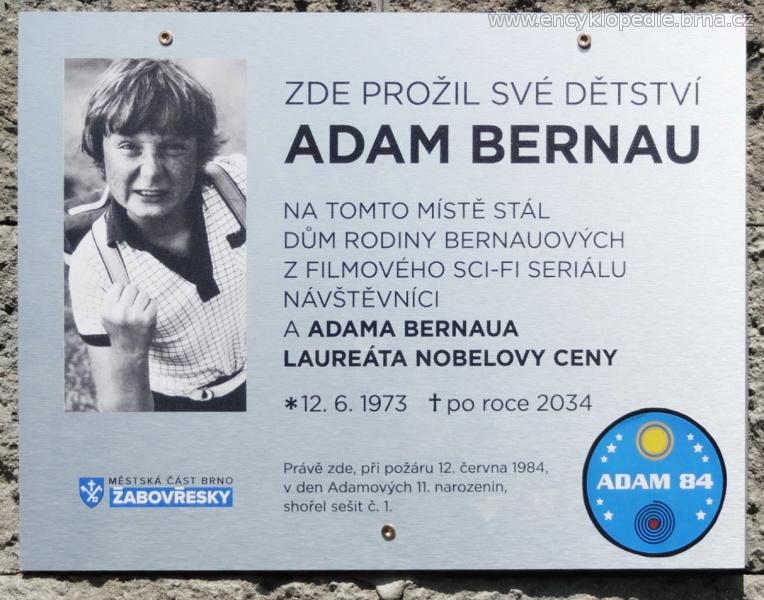 www.encyklopedie.brna.cz
ZDE PROŽIL SVÉ DĚTSTVÍ
ADAM BERNAU
NA TOMTO MÍSTĚ STÁL
DŮM RODINY BERNAUOVÝCH
Z FILMOVÉHO SCI-FI SERIÁLU
NÁVŠTĚVNÍCI
A ADAMA BERNAUA
LAUREÁTA NOBELOVY CENY
*12. 6. 1973 ✝po roce 2034
Právě zde, při požáru 12. června 1984,
v den Adamových 11. narozenin,
shořel sešit č. 1.
MĚSTSKÁ ČÁST BRNO
ŽABOVŘESKY
ADAM 84